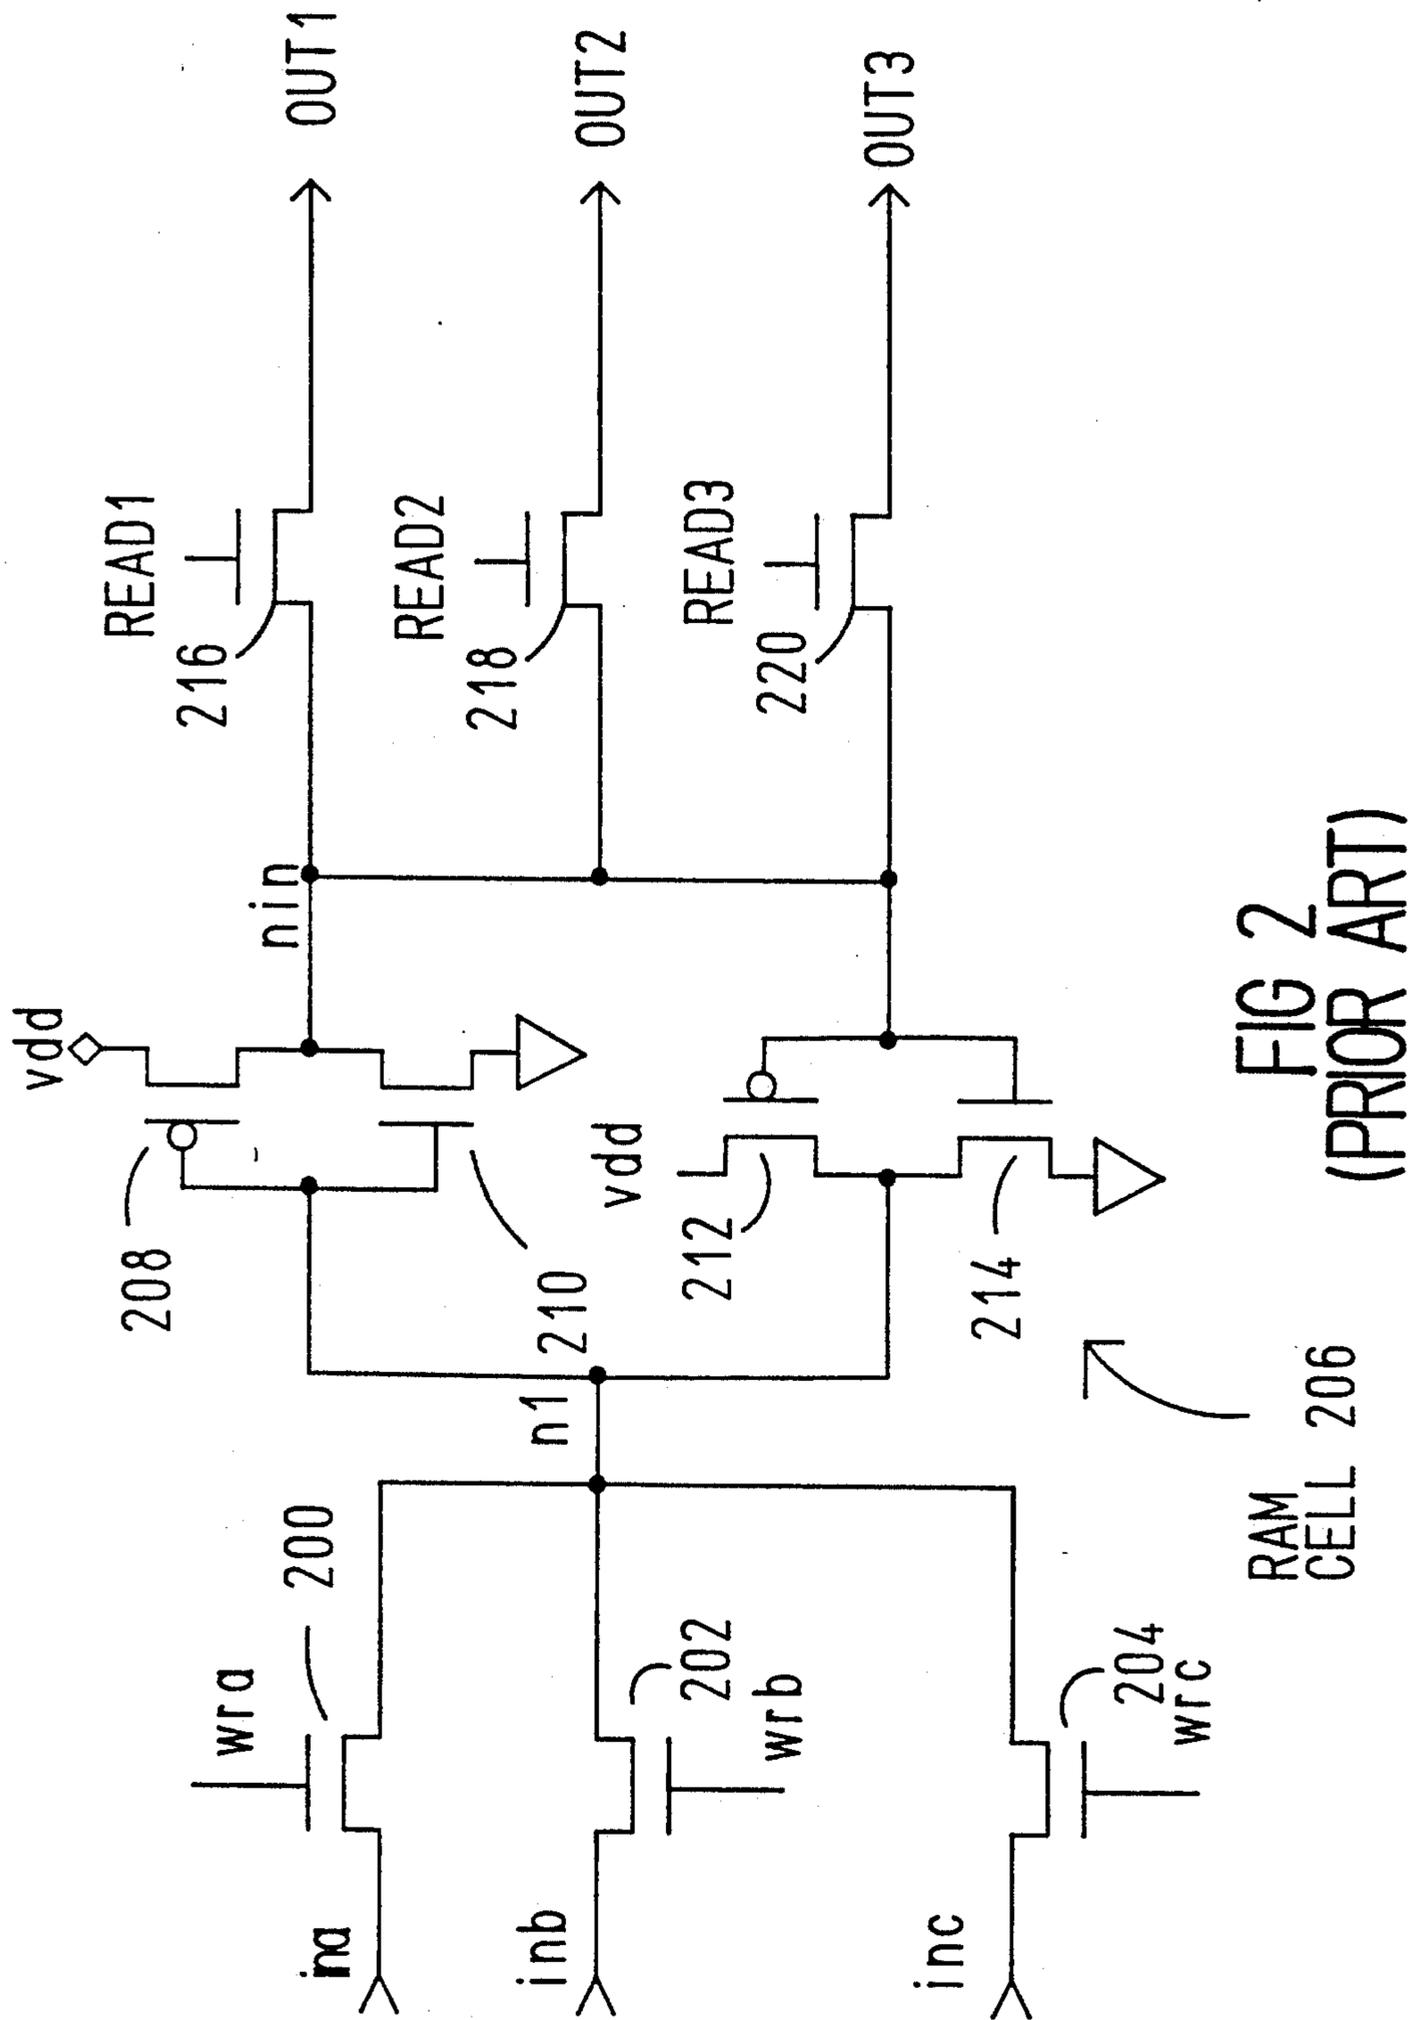 ina
wra
200
inb
202
wrb
inc
204
wrc
n1
RAM
CELL 206
vdd
208
210
vdd
212
214
nin
READ1
216
OUT1
READ2
218
OUT2
READ3
220
OUT3
FIG 2
(PRIOR ART)